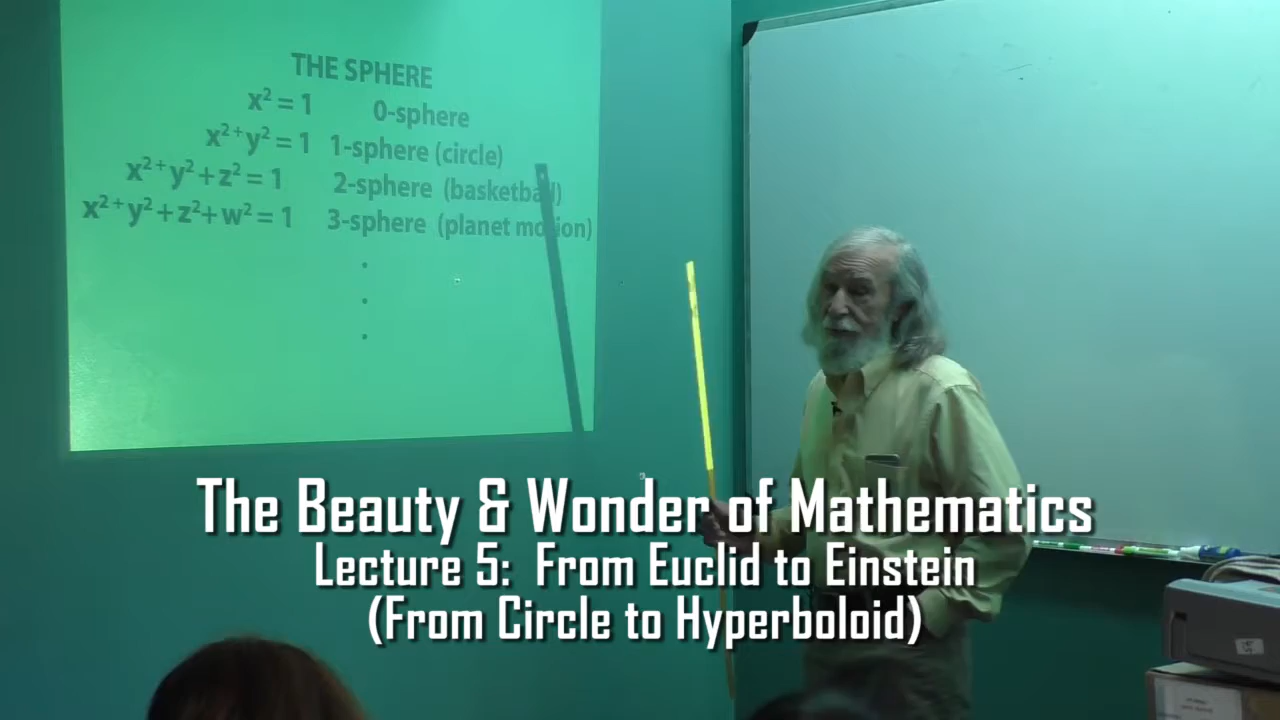 THE SPHERE
x² = 1 0-sphere
x²⁺y² = 1 1-sphere (circle)
x²⁺y²+z² = 1 2-sphere (basketball)
x²⁺y²+z²+w² = 1 3-sphere (planet motion)
The Beauty & Wonder of Mathematics
Lecture 5: From Euclid to Einstein
(From Circle to Hyperboloid)